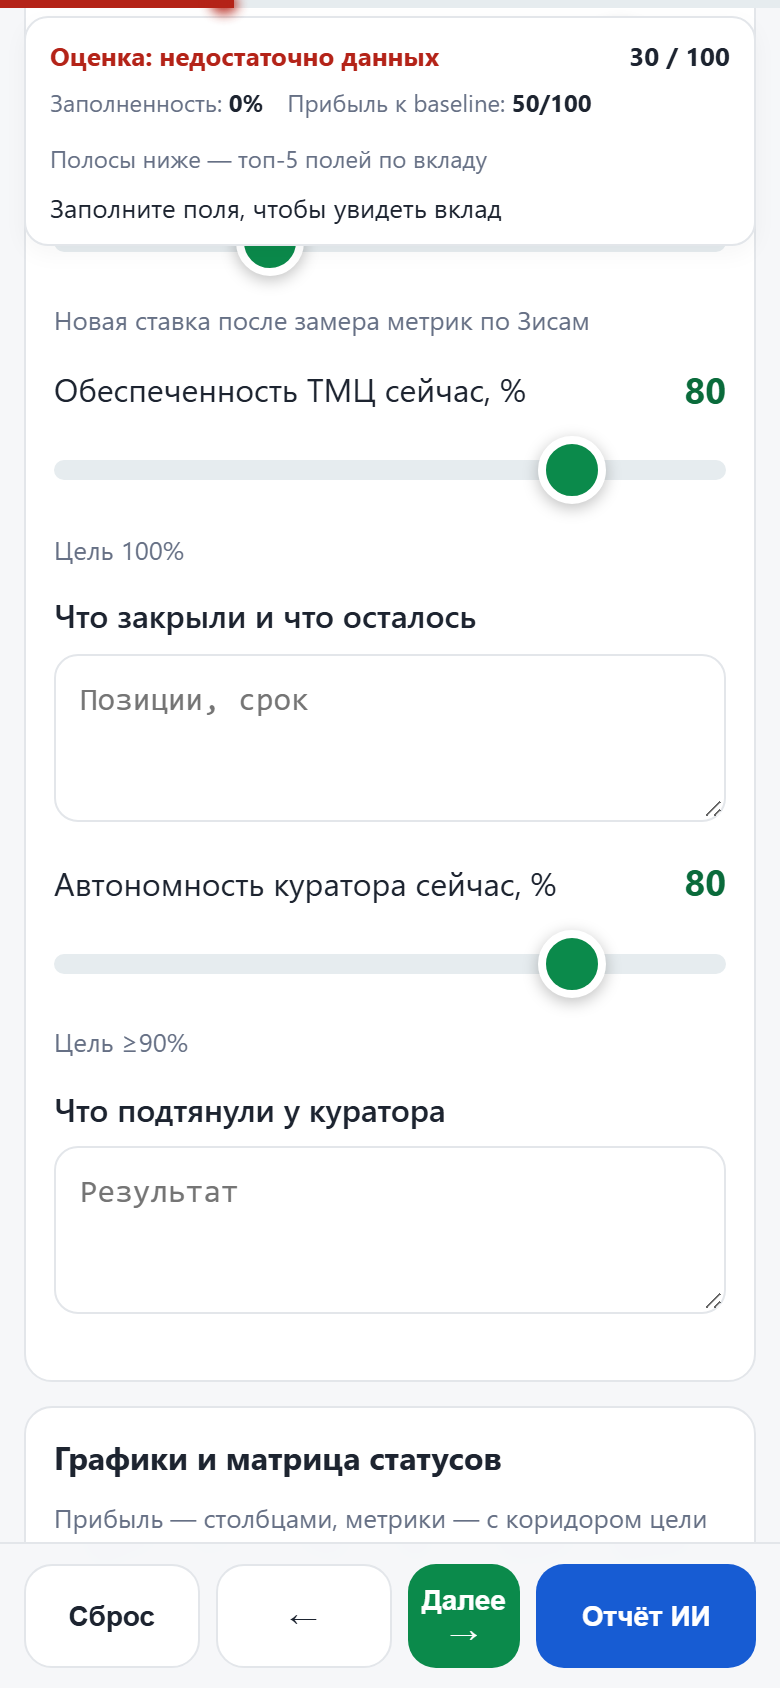 Оценка: недостаточно данных 30 / 100
Заполненность: 0% Прибыль к baseline: 50/100
Полосы ниже — топ-5 полей по вкладу
Заполните поля, чтобы увидеть вклад
Новая ставка после замера метрик по Зисам
Обеспеченность ТМЦ сейчас, % 80
Цель 100%
Что закрыли и что осталось
Позиции, срок
Автономность куратора сейчас, % 80
Цель ≥90%
Что подтянули у куратора
Результат
Графики и матрица статусов
Прибыль — столбцами, метрики — с коридором цели
Сброс ← Далее → Отчёт ИИ